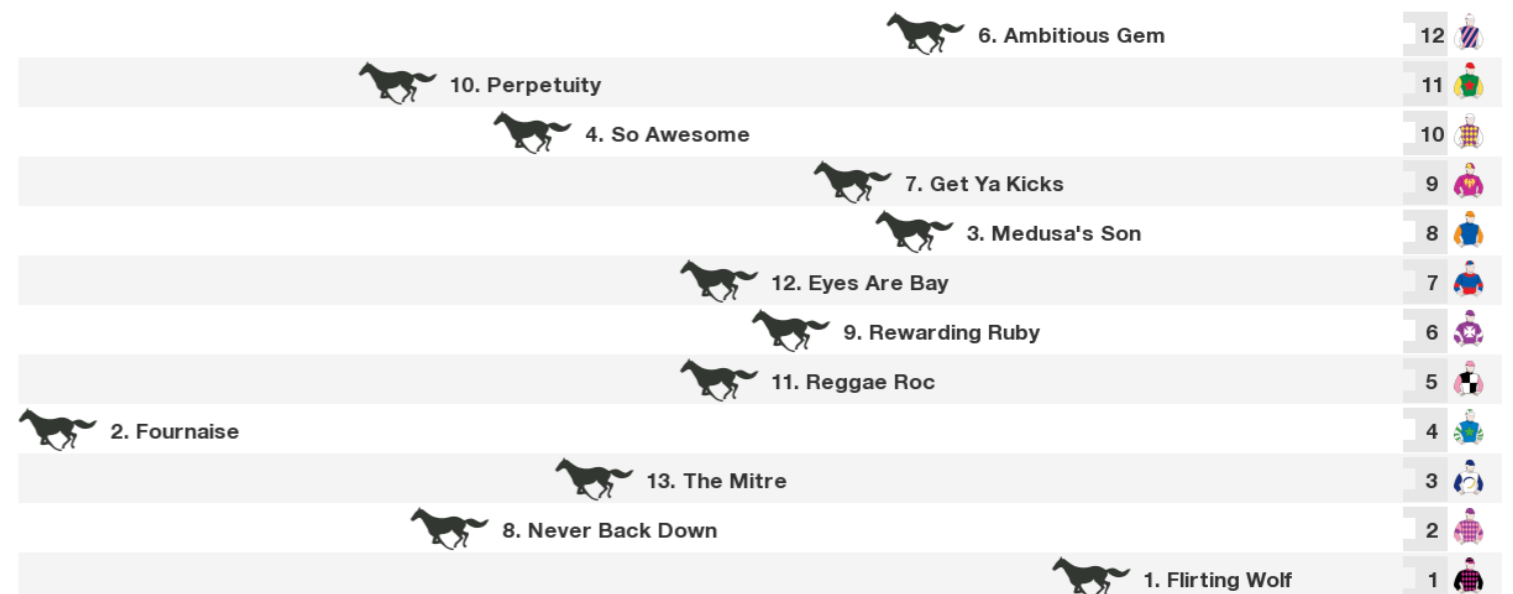 6. Ambitious Gem 12
10. Perpetuity 11
4. So Awesome 10
7. Get Ya Kicks 9
3. Medusa's Son 8
12. Eyes Are Bay 7
9. Rewarding Ruby 6
11. Reggae Roc 5
2. Fournaise 4
13. The Mitre 3
8. Never Back Down 2
1. Flirting Wolf 1